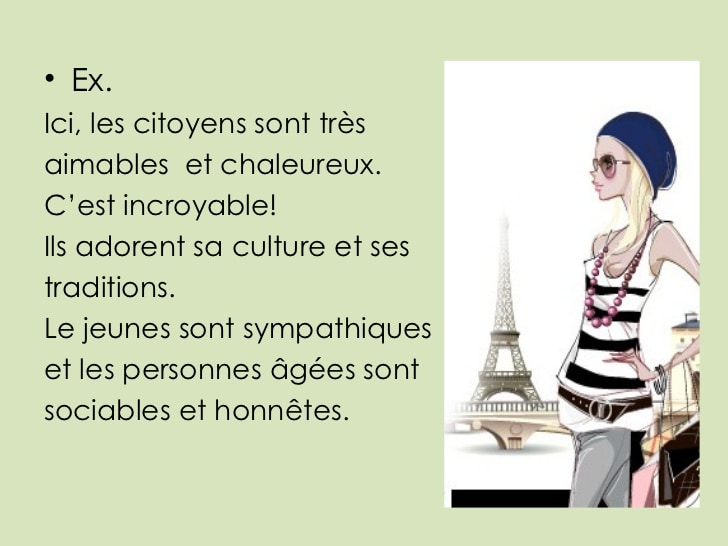 • Ex.
Ici, les citoyens sont très
aimables et chaleureux.
C’est incroyable!
Ils adorent sa culture et ses
traditions.
Le jeunes sont sympathiques
et les personnes âgées sont
sociables et honnêtes.